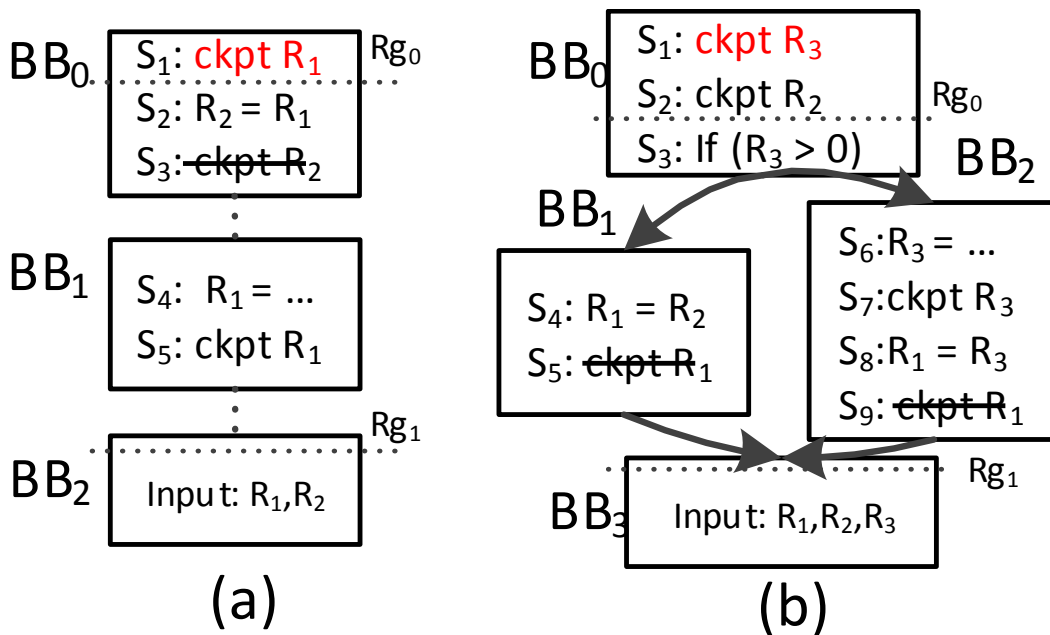 BB0
S1: ckpt R1
Rg0
S2: R2 = R1
S3: ckpt R2
BB1
S4: R1 = ...
S5: ckpt R1
Rg1
BB2
Input: R1,R2
(a)
BB0
S1: ckpt R3
S2: ckpt R2
Rg0
S3: If (R3 > 0)
BB1
S4: R1 = R2
S5: ckpt R1
BB2
S6:R3 = ...
S7:ckpt R3
S8:R1 = R3
S9: ckpt R1
Rg1
BB3
Input: R1,R2,R3
(b)